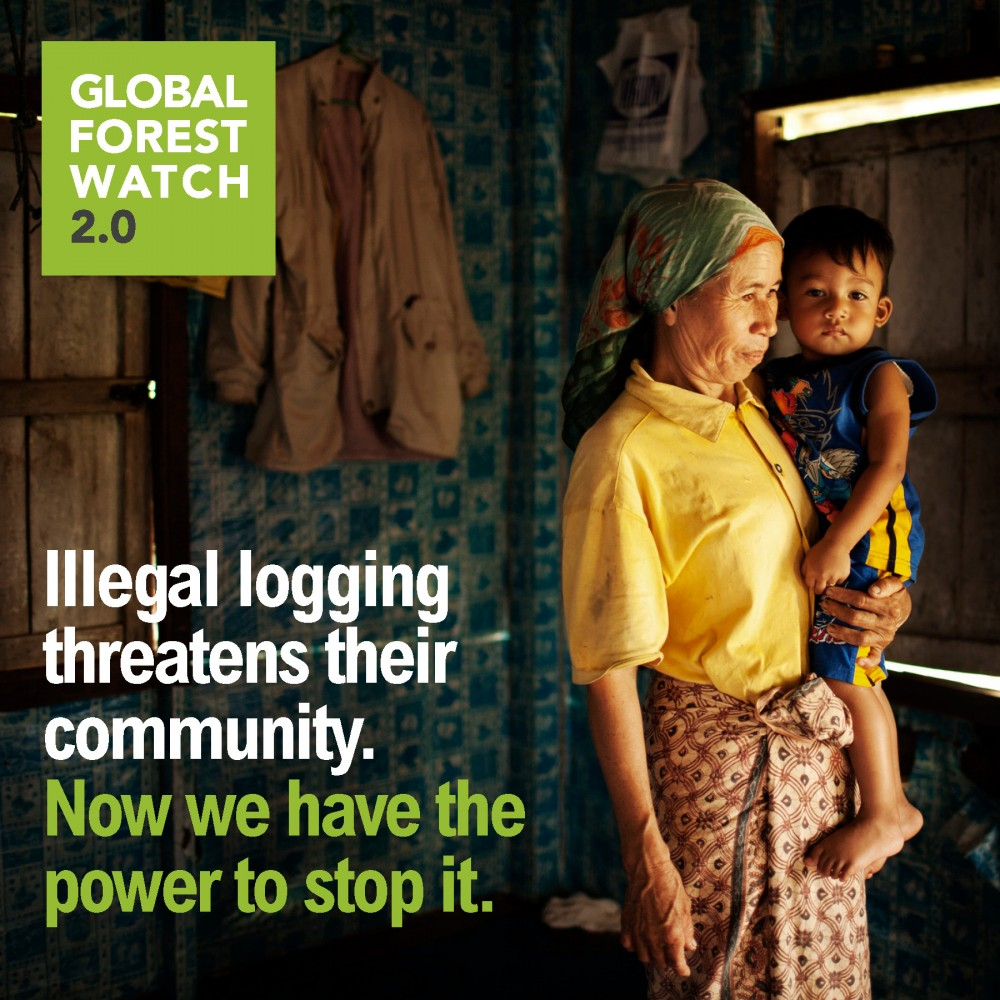 GLOBAL
FOREST
WATCH
2.0
Illegal logging
threatens their
community.
Now we have the
power to stop it.